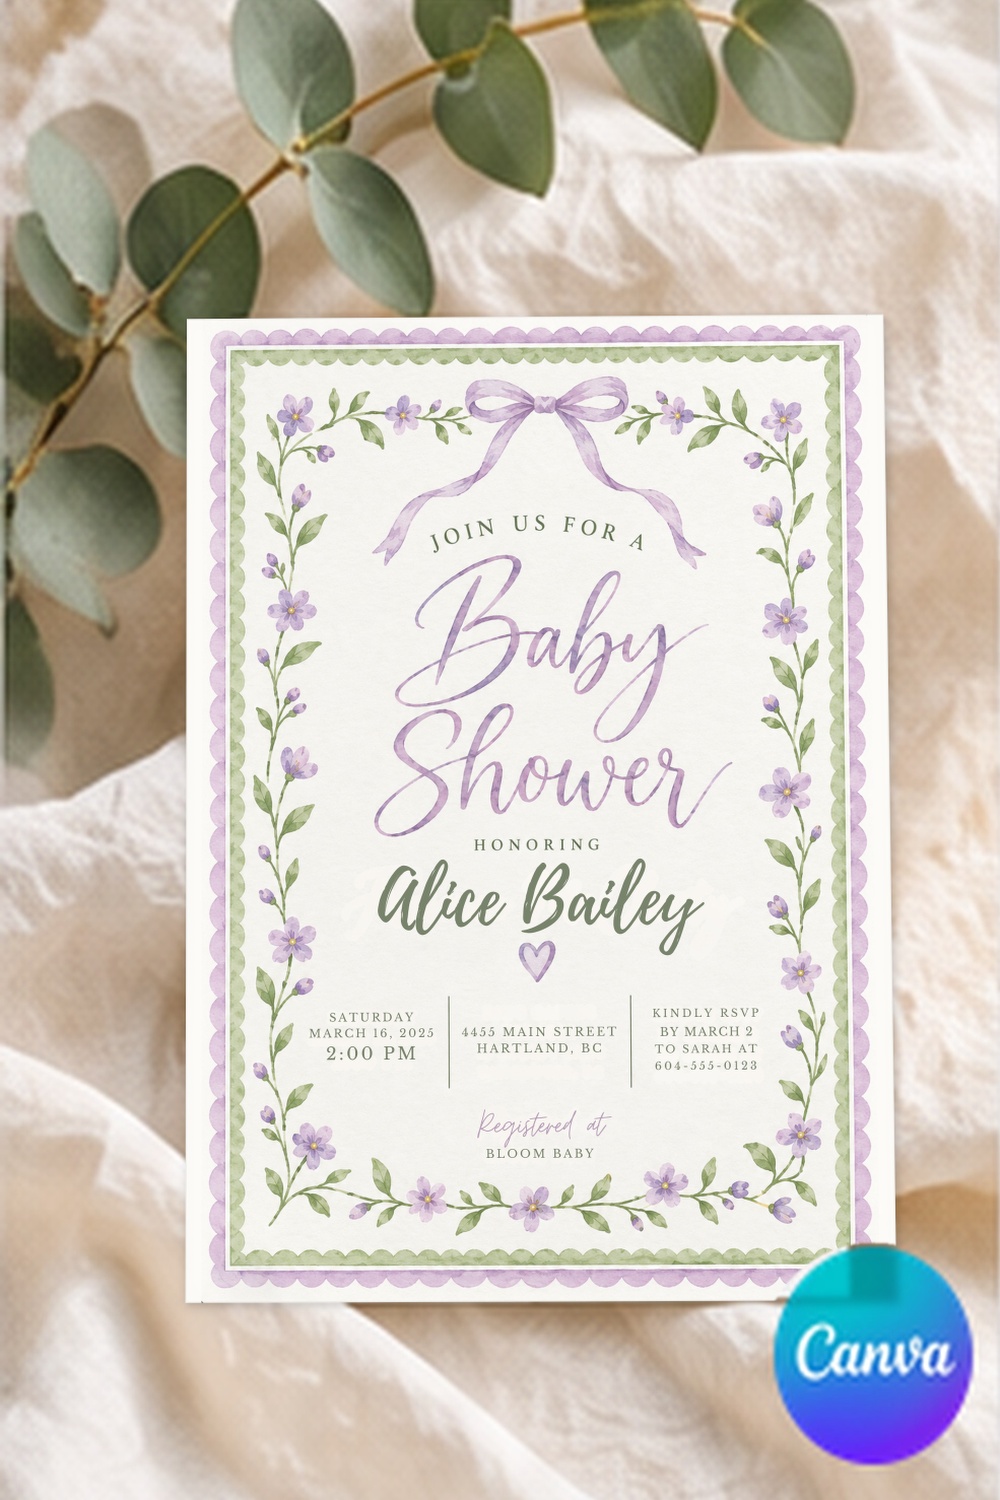 JOIN US FOR A
Baby
Shower
HONORING
Alice Bailey
SATURDAY
MARCH 16, 2025
2:00 PM
4455 MAIN STREET
HARTLAND, BC
KINDLY RSVP
BY MARCH 2
TO SARAH AT
604-555-0123
Registered at
BLOOM BABY
Canva